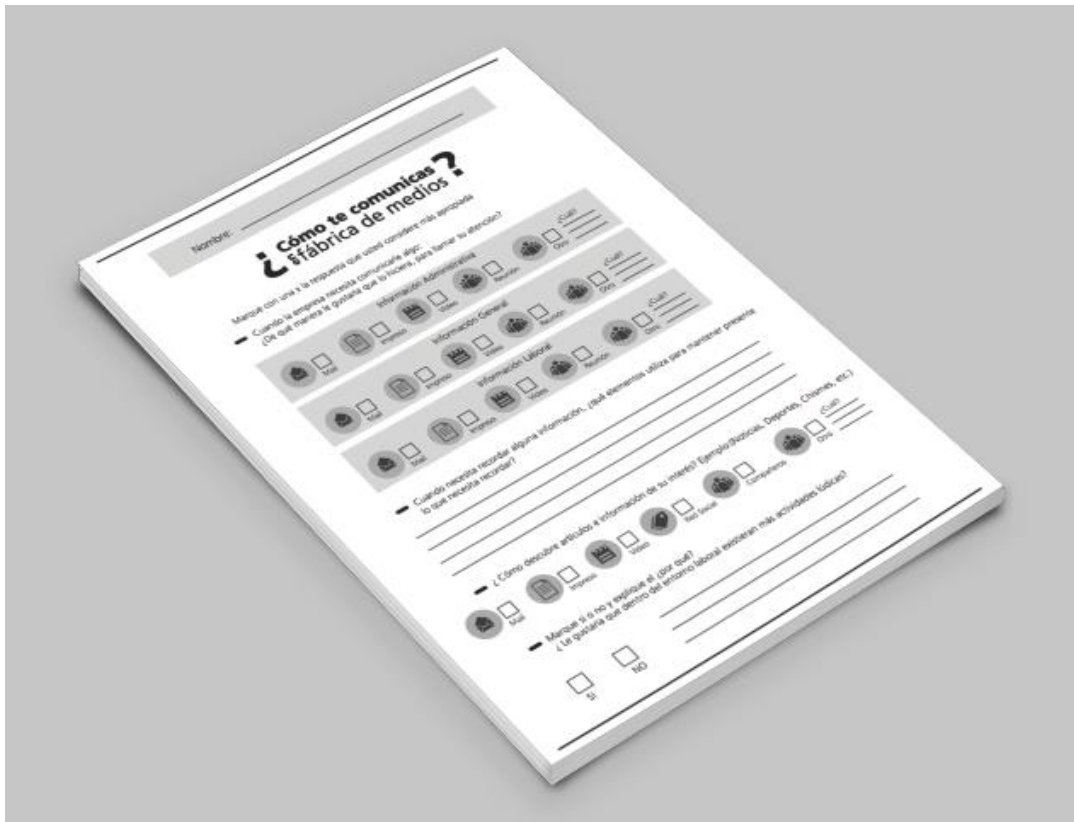 Nombre:
¿Cómo te comunicas
en fábrica de medios?
Marque con una x la respuesta que usted considere más apropiada
Cuando la empresa necesita comunicarle algo:
¿De qué manera le gustaría que lo hiciera, para llamar su atención?
Información Administrativa
Mail Impreso Video Reunión Otro ¿Cuál?
Información General
Mail Impreso Video Reunión Otro ¿Cuál?
Información Laboral
Mail Impreso Video Reunión Otro ¿Cuál?
Cuando necesita recordar alguna información, ¿qué elementos utiliza para mantener presente
lo que necesita recordar?
¿ Cómo descubre artículos e información de su interés? Ejemplo:(Noticias, Deportes, Chismes, etc.)
Mail Impreso Video Red Social Compañeros Otro ¿Cuál?
Marque si o no y explique el ¿por qué?
¿ Le gustaría que dentro del entorno laboral existieran más actividades lúdicas?
SI NO